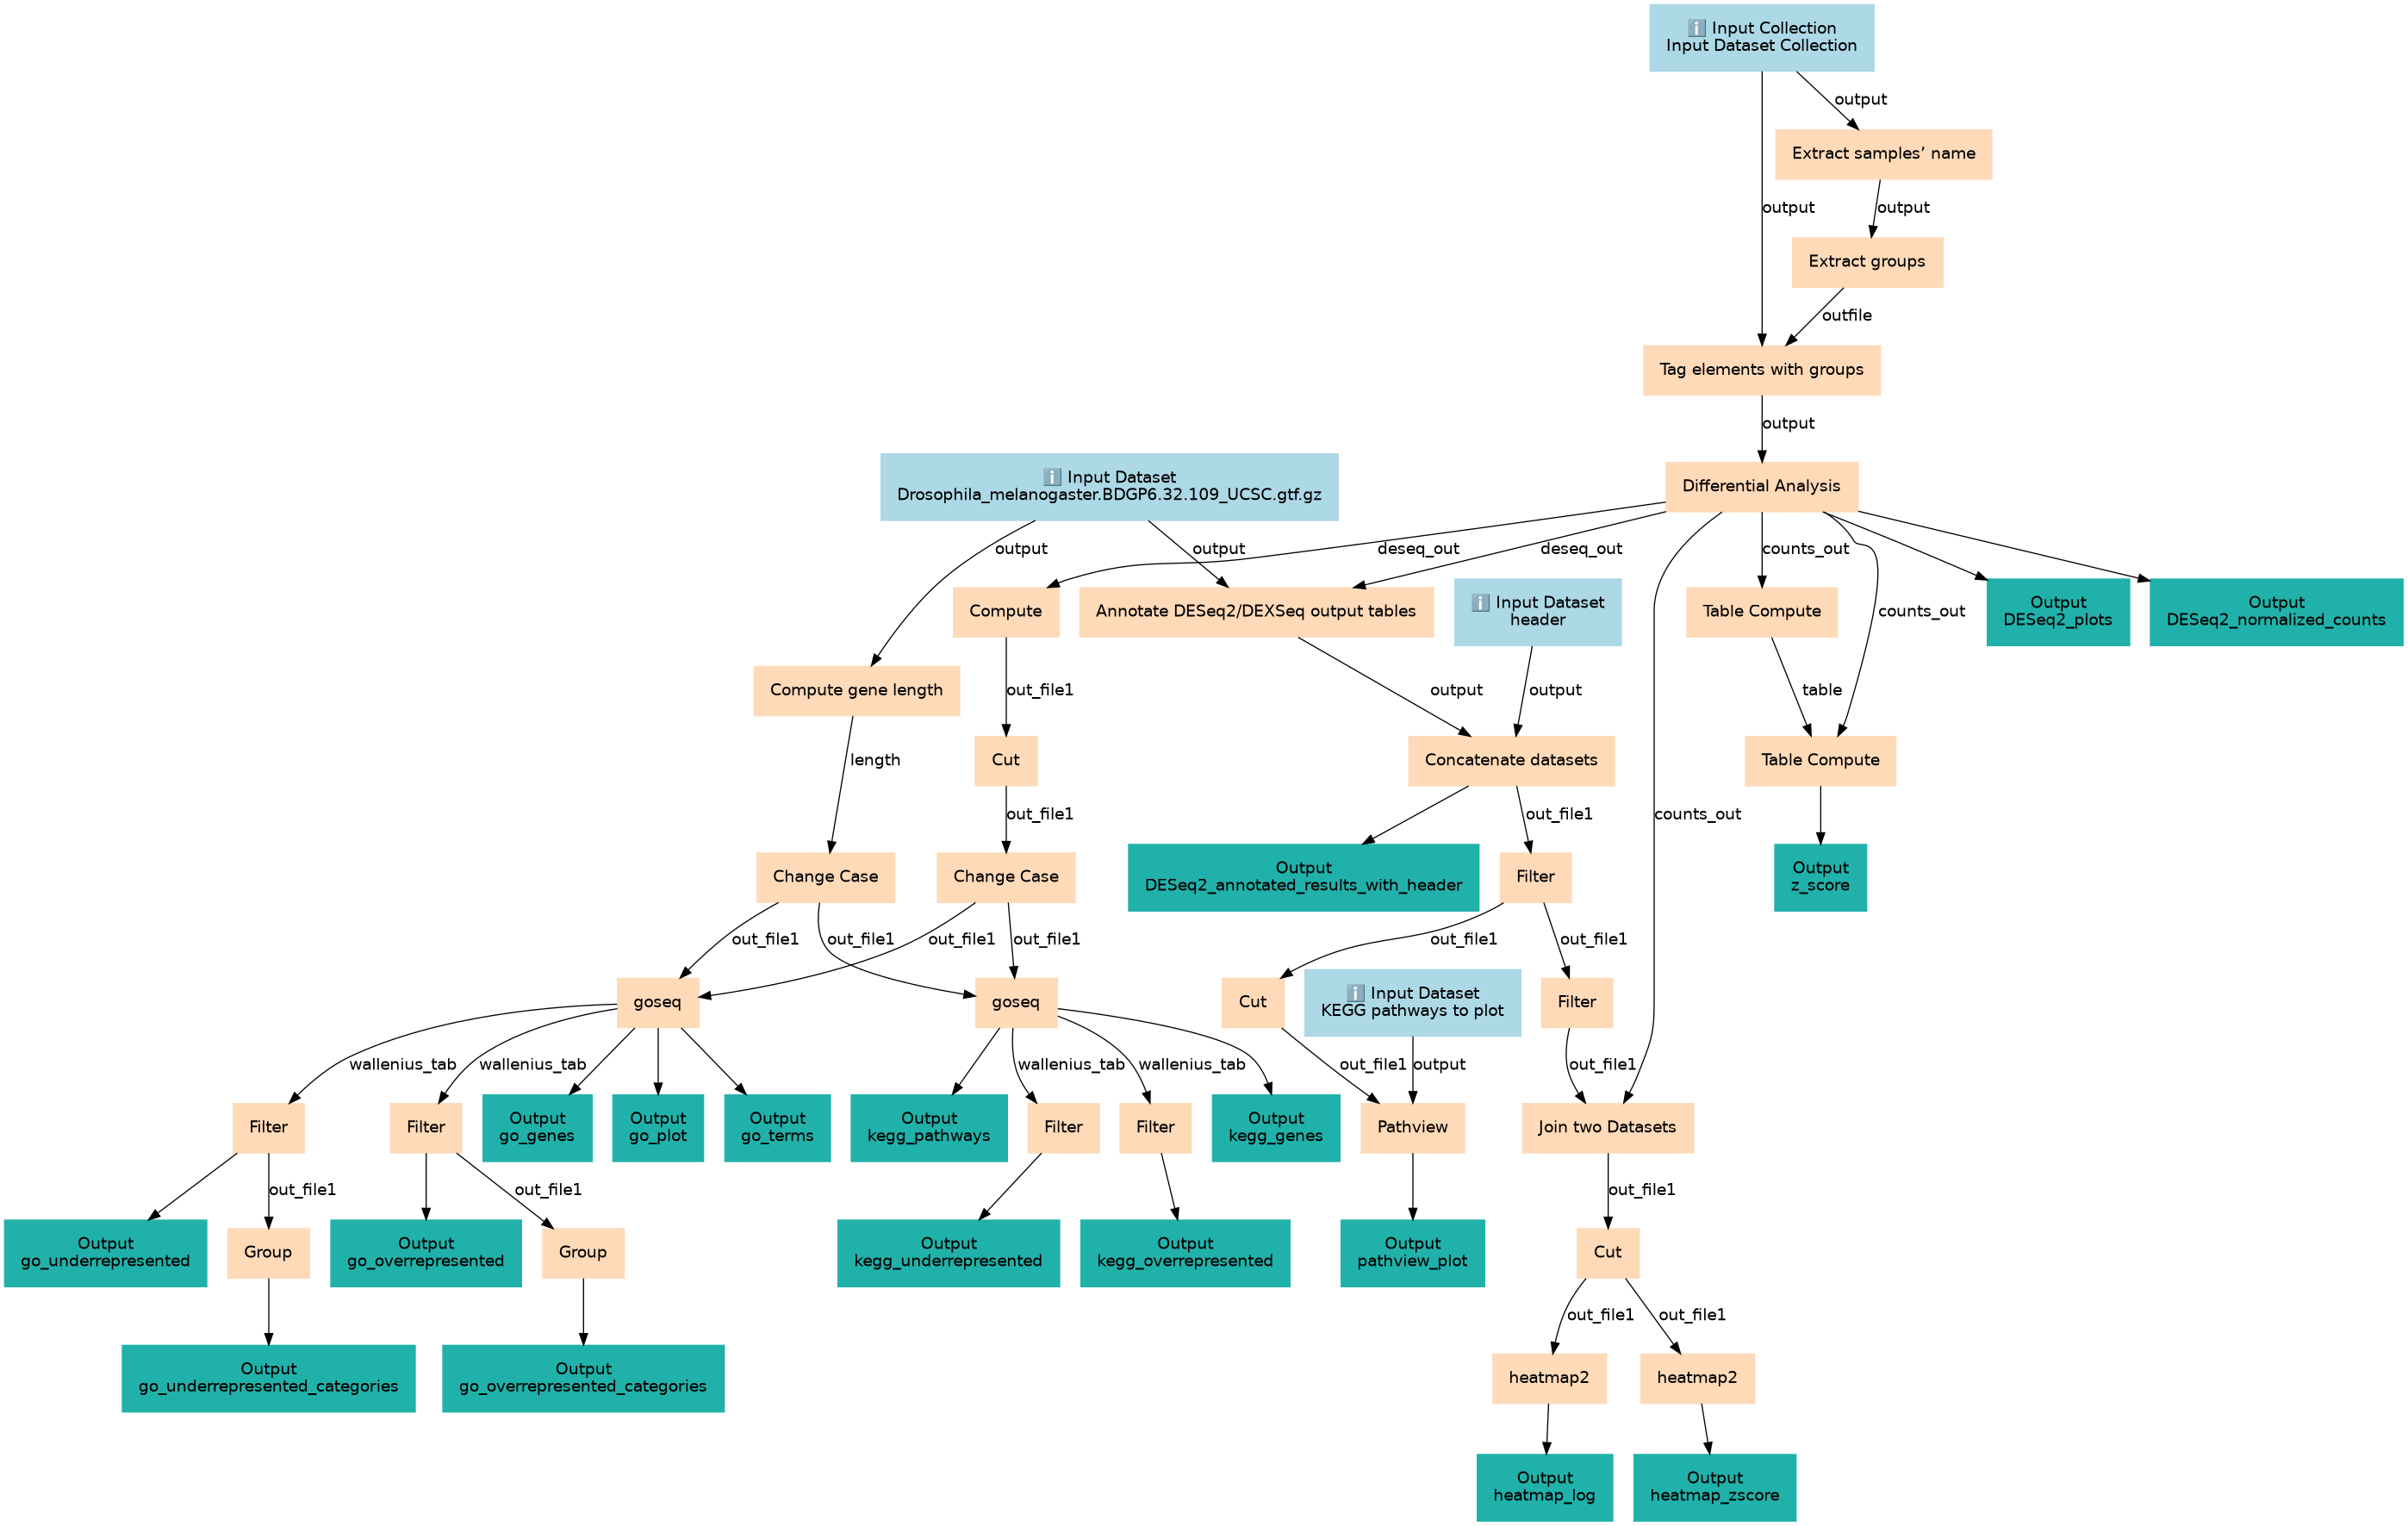 ℹ️ Input Collection
Input Dataset Collection
output
Extract samples’ name
output
output
Extract groups
outfile
Tag elements with groups
output
ℹ️ Input Dataset
Drosophila_melanogaster.BDGP6.32.109_UCSC.gtf.gz
Differential Analysis
output
output
deseq_out
deseq_out
counts_out
counts_out
Compute
Annotate DESeq2/DEXSeq output tables
ℹ️ Input Dataset
header
Table Compute
Output
DESeq2_plots
Output
DESeq2_normalized_counts
Compute gene length
out_file1
output
output
table
length
Cut
Concatenate datasets
Table Compute
out_file1
out_file1
counts_out
Change Case
Change Case
Output
DESeq2_annotated_results_with_header
Filter
Output
z_score
out_file1
out_file1
out_file1
out_file1
out_file1
out_file1
goseq
goseq
Cut
ℹ️ Input Dataset
KEGG pathways to plot
Filter
wallenius_tab
wallenius_tab
wallenius_tab
wallenius_tab
out_file1
output
out_file1
Filter
Filter
Output
go_genes
Output
go_plot
Output
go_terms
Output
kegg_pathways
Filter
Filter
Output
kegg_genes
Pathview
Join two Datasets
out_file1
out_file1
out_file1
Output
go_underrepresented
Group
Output
go_overrepresented
Group
Output
kegg_underrepresented
Output
kegg_overrepresented
Output
pathview_plot
Cut
out_file1
out_file1
Output
go_underrepresented_categories
Output
go_overrepresented_categories
heatmap2
heatmap2
Output
heatmap_log
Output
heatmap_zscore